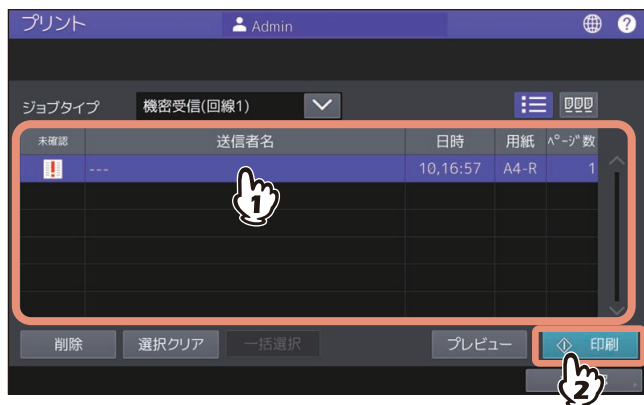 プリント Admin ?
ジョブタイプ 機密受信(回線1)
未確認 送信者名 日時 用紙 ページ数
! --- 10,16:57 A4-R 1
1
削除 選択クリア 一括選択 プレビュー 印刷
2